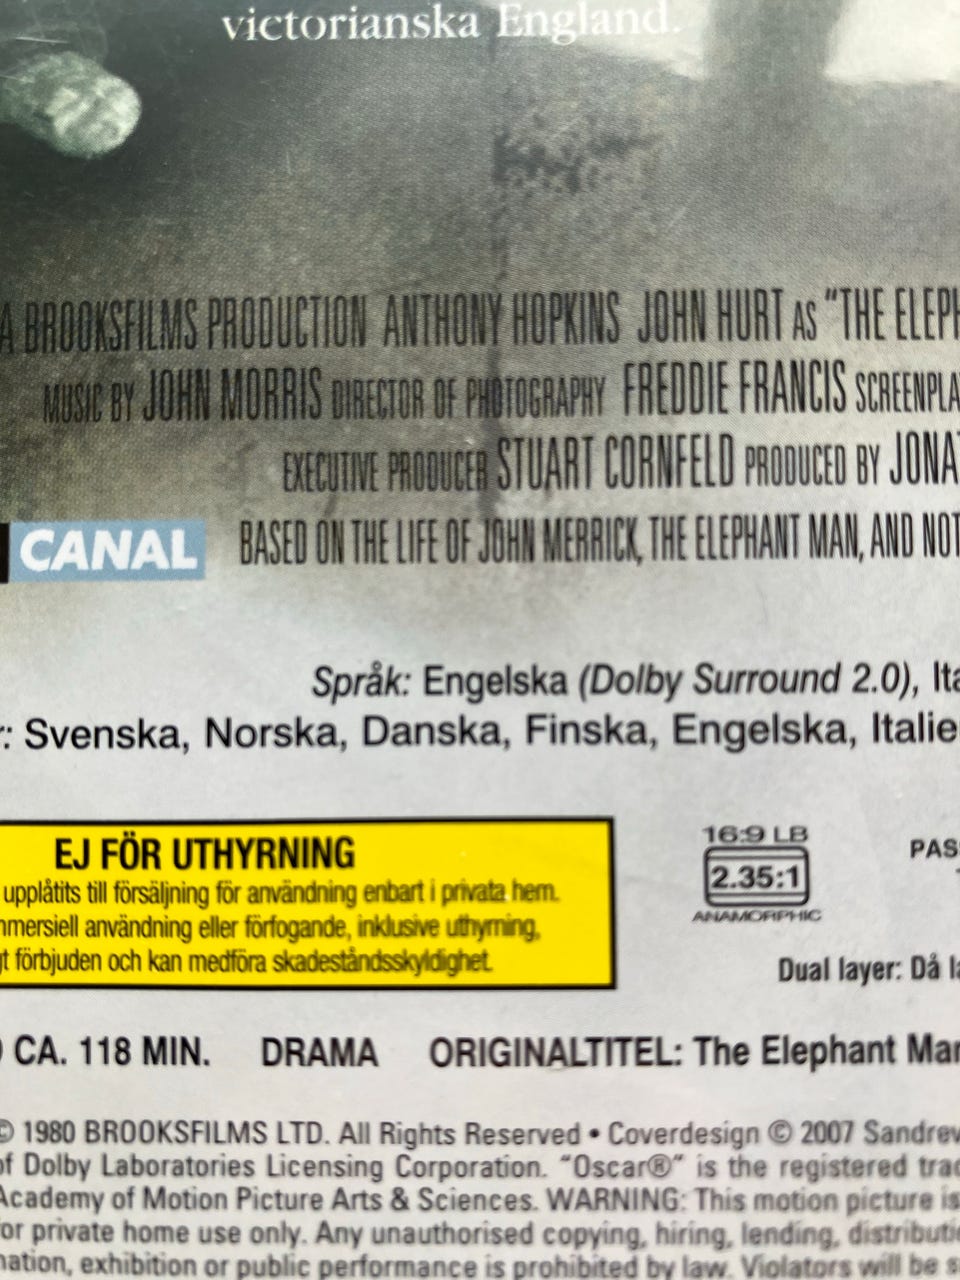 victorianska England.
A BROOKSFILMS PRODUCTION ANTHONY HOPKINS JOHN HURT AS "THE ELEPH
MUSIC BY JOHN MORRIS DIRECTOR OF PHOTOGRAPHY FREDDIE FRANCIS SCREENPLA
EXECUTIVE PRODUCER STUART CORNFELD PRODUCED BY JONA
CANAL
BASED ON THE LIFE OF JOHN MERRICK, THE ELEPHANT MAN, AND NOT
Språk: Engelska (Dolby Surround 2.0), Ita
r: Svenska, Norska, Danska, Finska, Engelska, Italie
EJ FÖR UTHYRNING
upplåtits till försäljning för användning enbart i privata hem.
mmersiell användning eller förfogande, inklusive uthyrning,
gt förbjuden och kan medföra skadeståndsskyldighet.
16:9 LB
2.35:1
ANAMORPHIC
PAS
Dual layer: Då la
CA. 118 MIN. DRAMA ORIGINALTITEL: The Elephant Man
© 1980 BROOKSFILMS LTD. All Rights Reserved • Coverdesign © 2007 Sandrew
of Dolby Laboratories Licensing Corporation. "Oscar®" is the registered trad
Academy of Motion Picture Arts & Sciences. WARNING: This motion picture is
for private home use only. Any unauthorised copying, hiring, lending, distributi
nation, exhibition or public performance is prohibited by law. Violators will be s